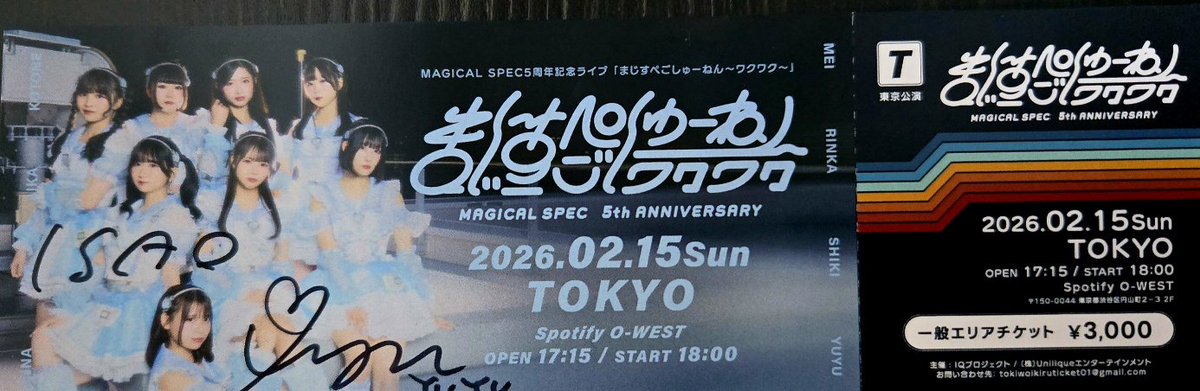 MAGICAL SPEC5周年記念ライブ「まじすぺごしゅーねん～ワクワク～」
まじすぺごしゅーねん
ワクワク
MAGICAL SPEC 5th ANNIVERSARY
2026.02.15Sun
TOKYO
Spotify O-WEST
OPEN 17:15 / START 18:00
KOTORE
INA
MEI
RINKA
SHIKI
YUYU
ISAO
YUYU
T
東京公演
まじすぺごしゅーねん
ワクワク
MAGICAL SPEC 5th ANNIVERSARY
2026.02.15Sun
TOKYO
OPEN 17:15 / START 18:00
Spotify O-WEST
〒150-0044 東京都渋谷区円山町2-3 2F
一般エリアチケット ¥3,000
主催：IQプロジェクト / (株)Uniliqueエンターテインメント
お問い合わせ先：tokiwoikiruticket01@gmail.com